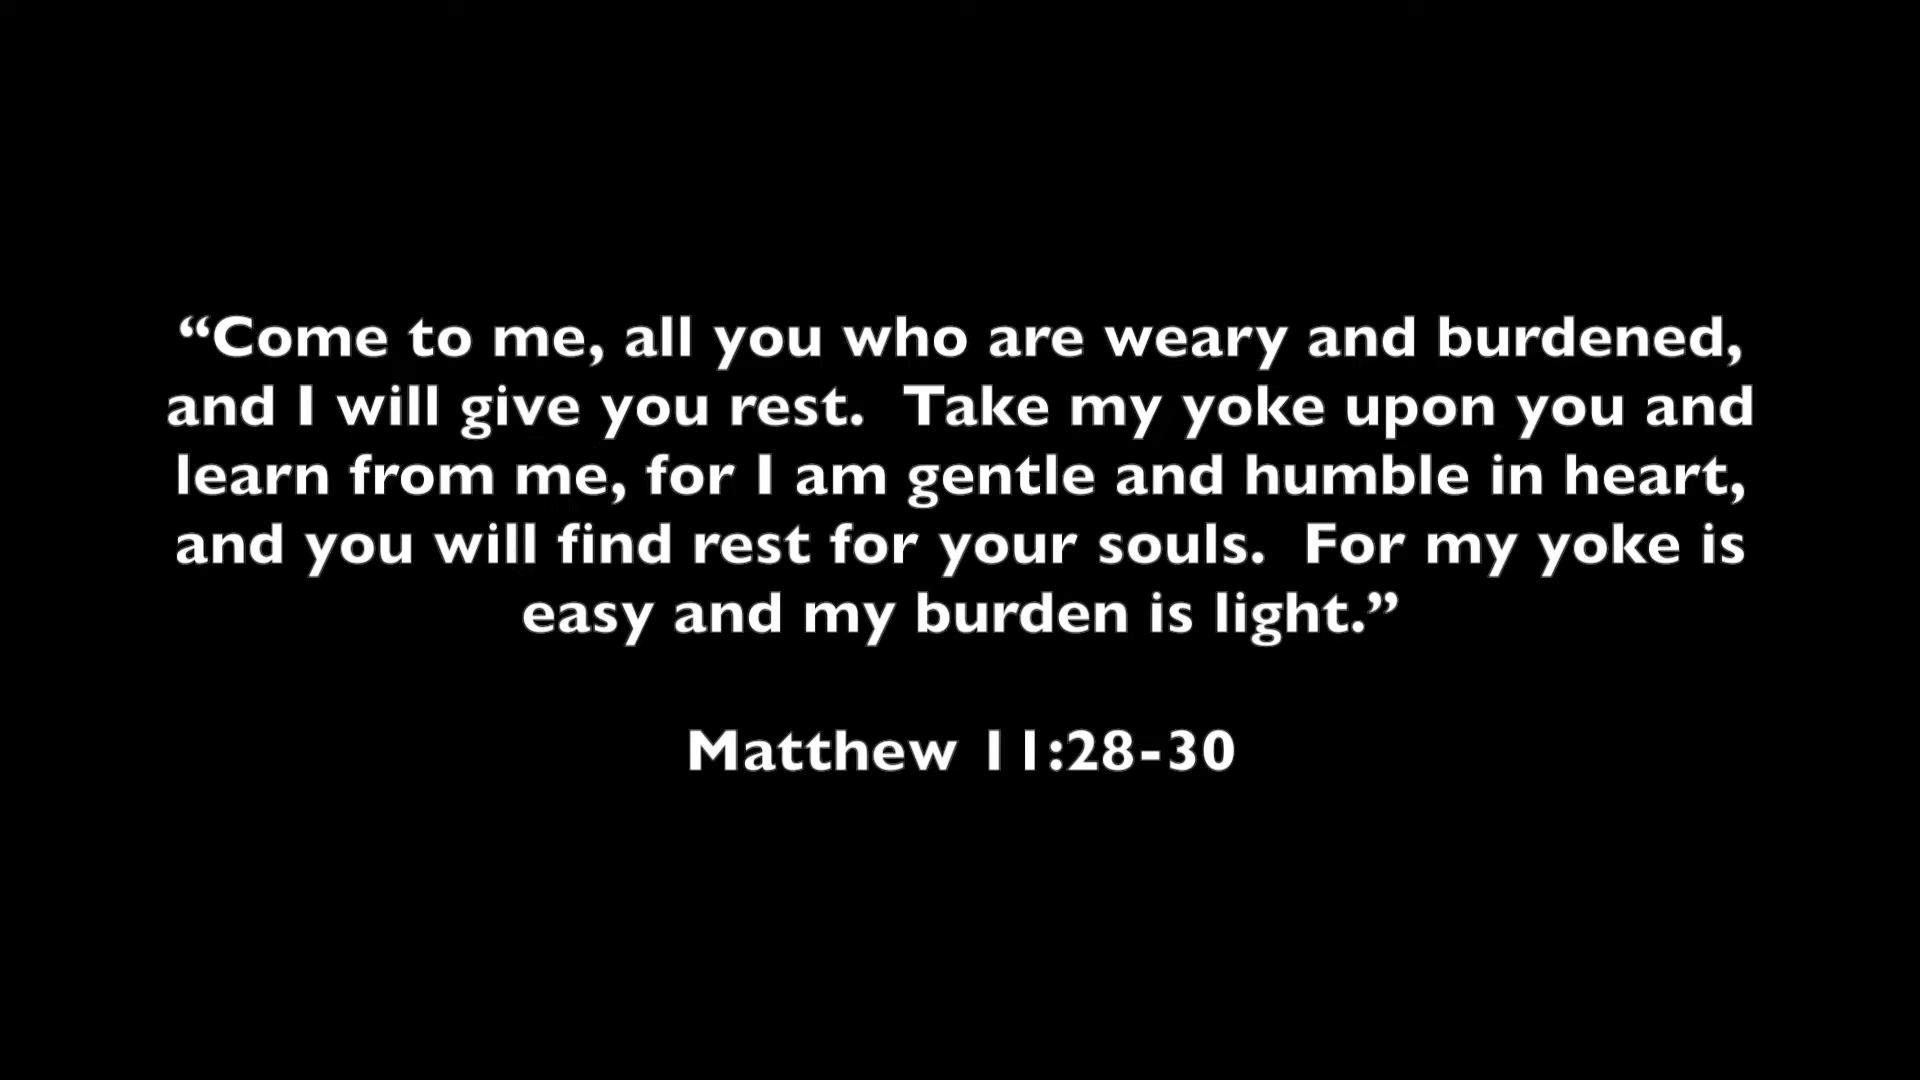 “Come to me, all you who are weary and burdened,
and I will give you rest.  Take my yoke upon you and
learn from me, for I am gentle and humble in heart,
and you will find rest for your souls.  For my yoke is
easy and my burden is light.”
Matthew 11:28-30